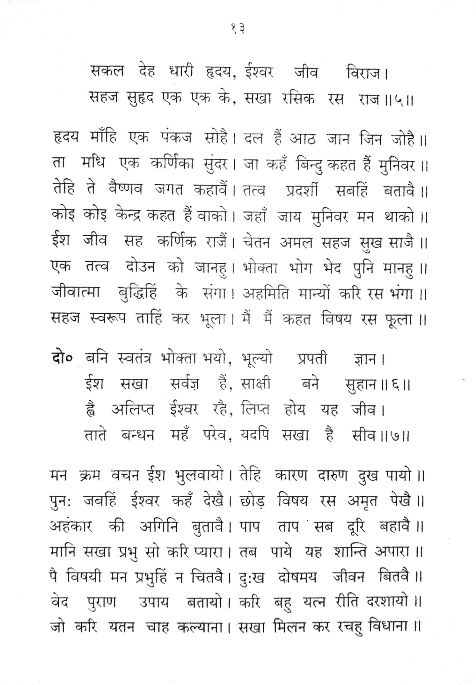 १३
सकल देह धारी हृदय, ईश्वर जीव विराज।
सहज सुहृद एक एक के, सखा रसिक रस राज॥५॥
हृदय माँहि एक पंकज सोहै। दल हैं आठ जान जिन जोहै॥
ता मधि एक कर्णिका सुंदर। जा कहँ बिन्दु कहत हैं मुनिवर॥
तेहि ते वैष्णव जगत कहावैं। तत्व प्रदर्शी सबहिं बतावै॥
कोइ कोइ केन्द्र कहत हैं वाको। जहाँ जाय मुनिवर मन थाको॥
ईश जीव सह कर्णिक राजैं। चेतन अमल सहज सुख साजै॥
एक तत्व दोउन को जानहु। भोक्ता भोग भेद पुनि मानहु॥
जीवात्मा बुद्धिहिं के संगा। अहमिति मान्यों करि रस भंगा॥
सहज स्वरूप ताहिं कर भूला। मैं मैं कहत विषय रस फूला॥
दो० बनि स्वतंत्र भोक्ता भयो, भूल्यो प्रपती ज्ञान।
ईश सखा सर्वज्ञ हैं, साक्षी बने सुहान॥६॥
ह्वै अलिप्त ईश्वर रहै, लिप्त होय यह जीव।
ताते बन्धन महँ परेव, यदपि सखा है सीव॥७॥
मन क्रम वचन ईश भुलवायो। तेहि कारण दारुण दुख पायो॥
पुनः जवहिं ईश्वर कहँ देखै। छोड़ विषय रस अमृत पेखै॥
अहंकार की अगिनि बुतावै। पाप ताप सब दूरि बहावै॥
मानि सखा प्रभु सो करि प्यारा। तब पाये यह शान्ति अपारा॥
पै विषयी मन प्रभुहिं न चितवै। दुःख दोषमय जीवन बितवै॥
वेद पुराण उपाय बतायो। करि बहु यत्न रीति दरशायो॥
जो करि यतन चाह कल्याना। सखा मिलन कर रचहु विधाना॥